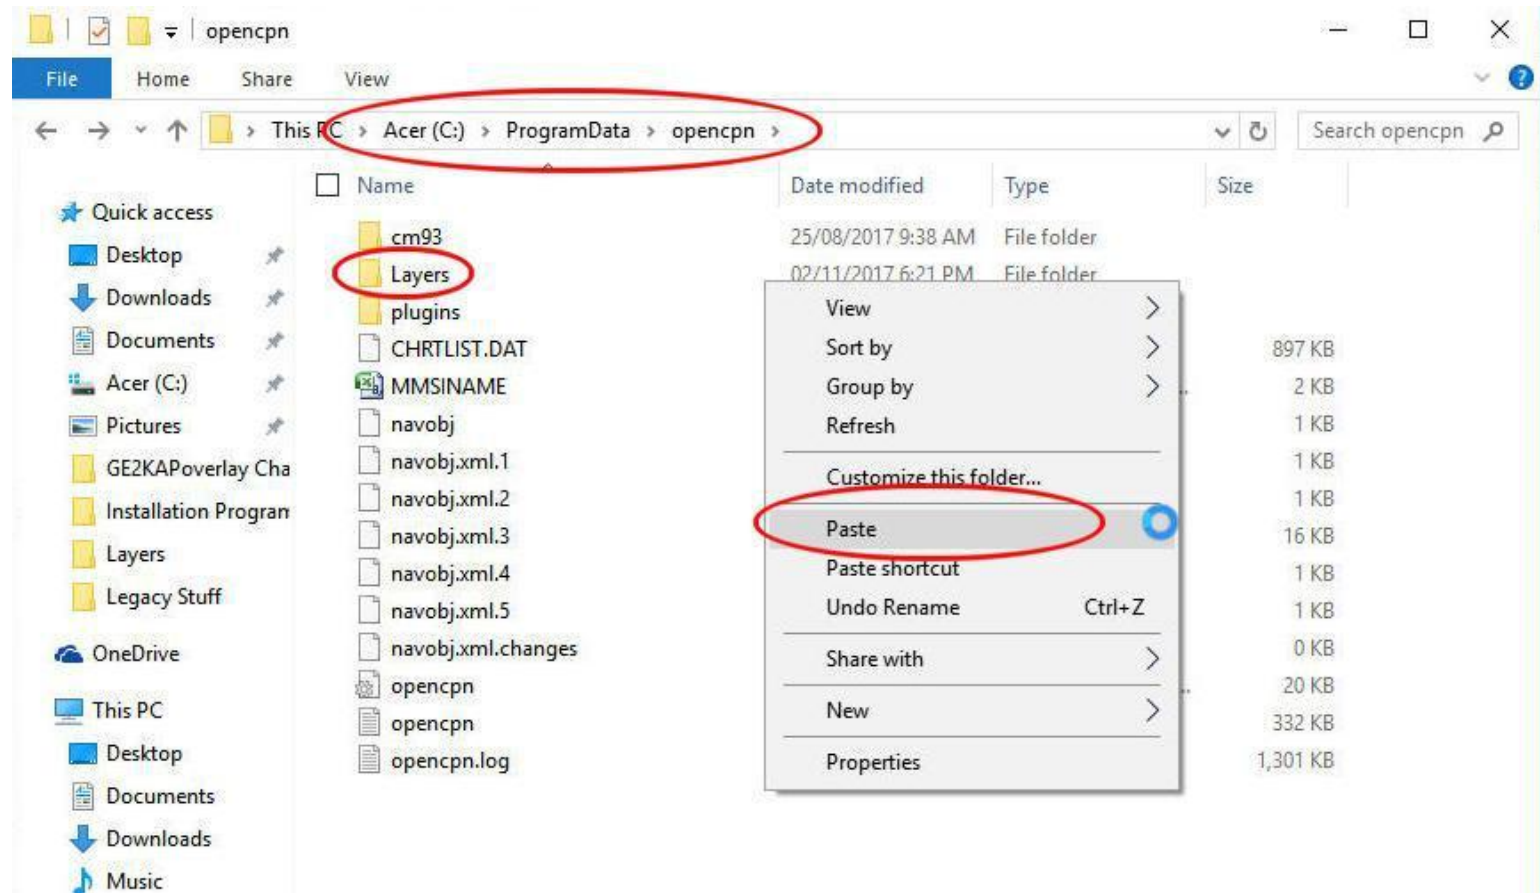 opencpn
File Home Share View
This PC > Acer (C:) > ProgramData > opencpn >
Search opencpn
Name Date modified Type Size
Quick access
Desktop
Downloads
Documents
Acer (C:)
Pictures
GE2KAPoverlay Cha
Installation Program
Layers
Legacy Stuff
OneDrive
This PC
Desktop
Documents
Downloads
Music
cm93 25/08/2017 9:38 AM File folder
Layers 02/11/2017 6:21 PM File folder
plugins
CHRTLIST.DAT 897 KB
MMSINAME 2 KB
navobj 1 KB
navobj.xml.1 1 KB
navobj.xml.2 1 KB
navobj.xml.3 16 KB
navobj.xml.4 1 KB
navobj.xml.5 1 KB
navobj.xml.changes 0 KB
opencpn 20 KB
opencpn 332 KB
opencpn.log 1,301 KB
View
Sort by
Group by
Refresh
Customize this folder...
Paste
Paste shortcut
Undo Rename Ctrl+Z
Share with
New
Properties